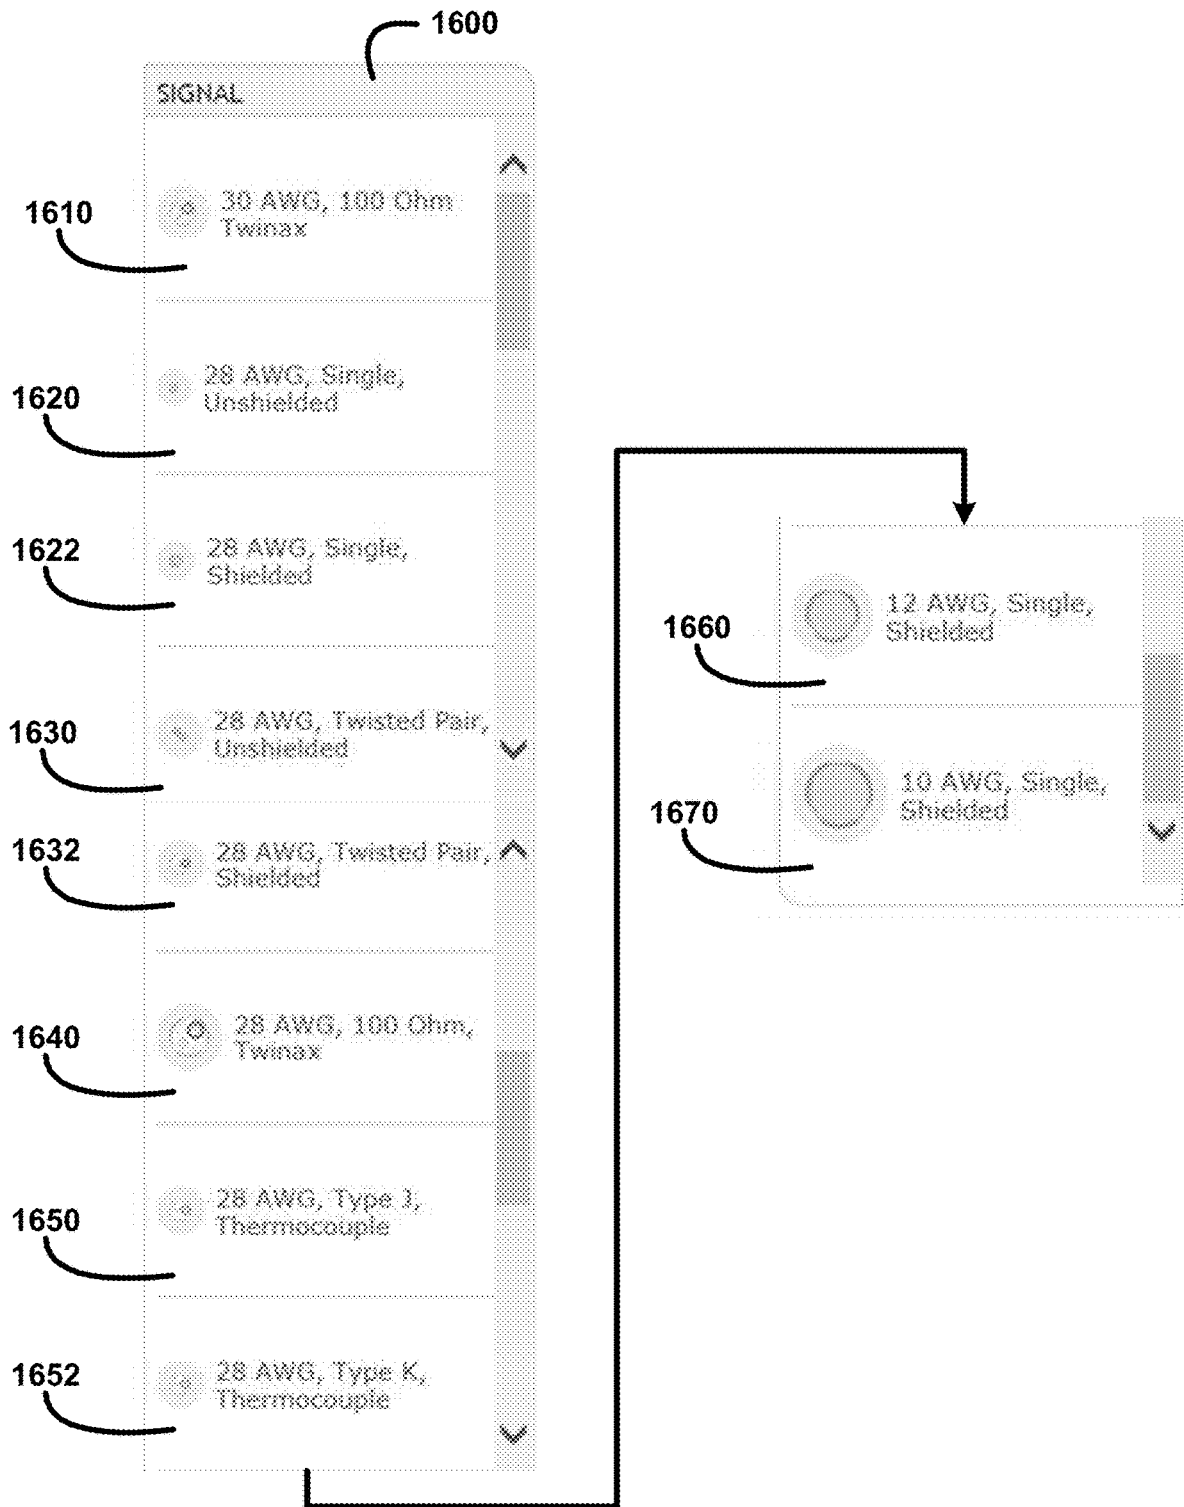 1600
SIGNAL
1610
30 AWG, 100 Ohm
Twinax
1620
28 AWG, Single,
Unshielded
1622
28 AWG, Single,
Shielded
1630
28 AWG, Twisted Pair,
Unshielded
1632
28 AWG, Twisted Pair,
Shielded
1640
28 AWG, 100 Ohm,
Twinax
1650
28 AWG, Type J,
Thermocouple
1652
28 AWG, Type K,
Thermocouple
1660
12 AWG, Single,
Shielded
1670
10 AWG, Single,
Shielded